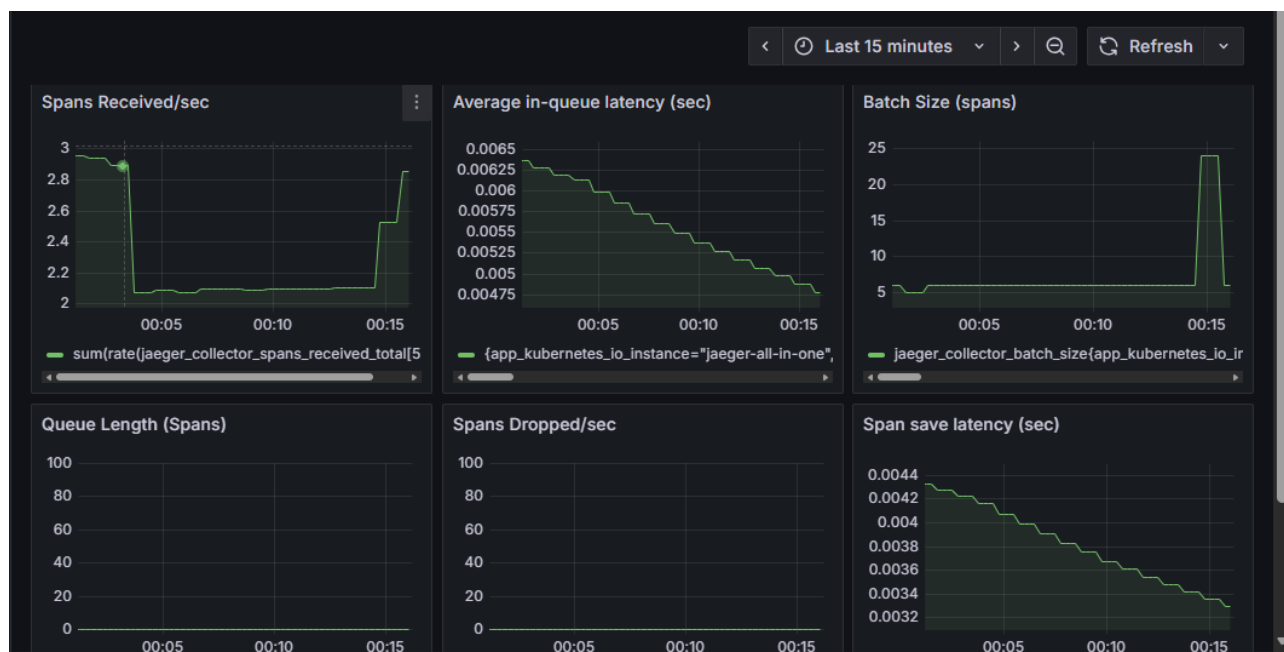 Last 15 minutes Refresh
Spans Received/sec
3
2.8
2.6
2.4
2.2
2
00:05 00:10 00:15
sum(rate(jaeger_collector_spans_received_total[5
Average in-queue latency (sec)
0.0065
0.00625
0.006
0.00575
0.0055
0.00525
0.005
0.00475
00:05 00:10 00:15
{app_kubernetes_io_instance="jaeger-all-in-one",
Batch Size (spans)
25
20
15
10
5
00:05 00:10 00:15
jaeger_collector_batch_size{app_kubernetes_io_ir
Queue Length (Spans)
100
80
60
40
20
0
00:05 00:10 00:15
Spans Dropped/sec
100
80
60
40
20
0
00:05 00:10 00:15
Span save latency (sec)
0.0044
0.0042
0.004
0.0038
0.0036
0.0034
0.0032
00:05 00:10 00:15